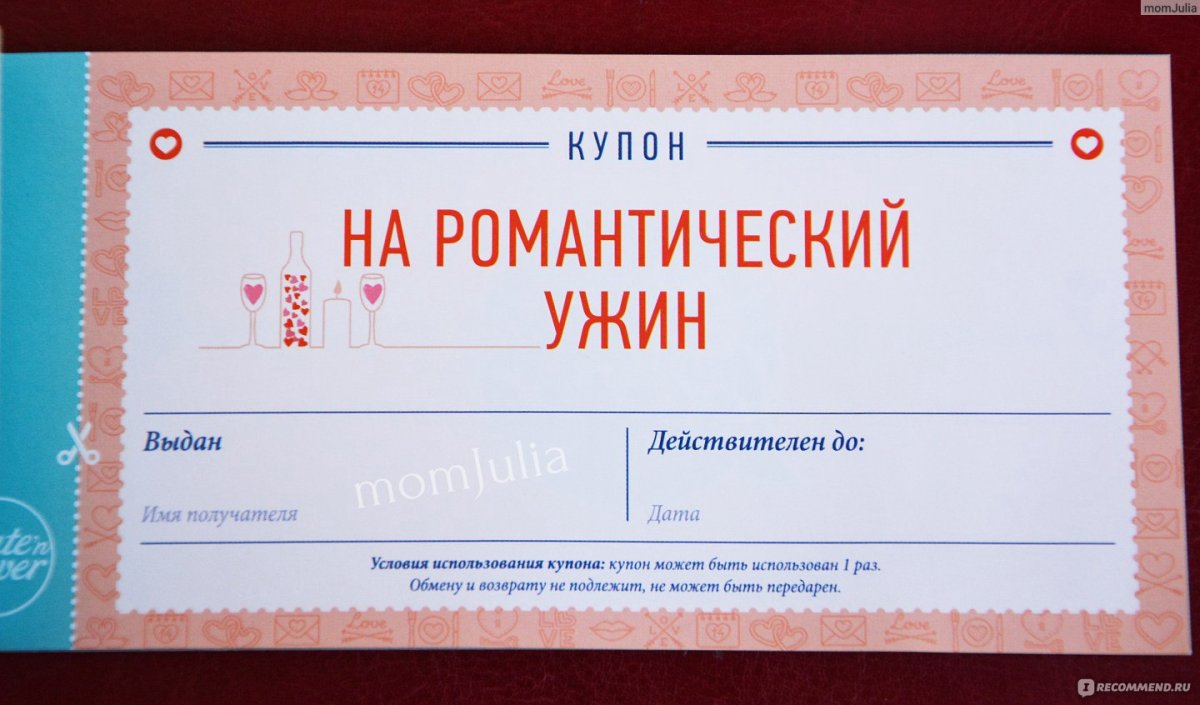 momJulia
КУПОН
НА РОМАНТИЧЕСКИЙ
УЖИН
Выдан
Действителен до:
momJulia
Имя получателя
Дата
Условия использования купона: купон может быть использован 1 раз.
Обмену и возврату не подлежит, не может быть передарен.
IRECOMMEND.RU